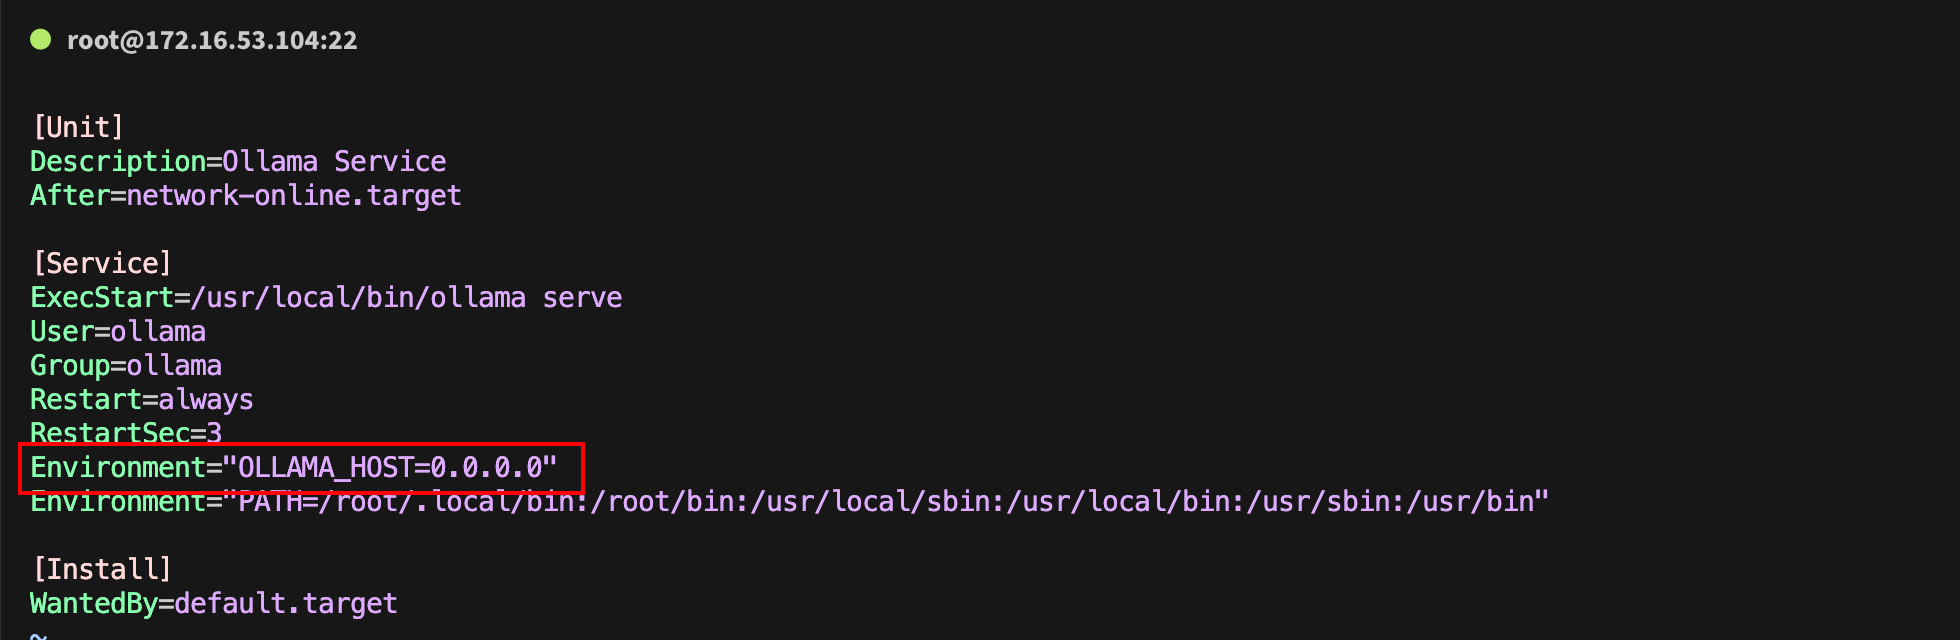 root@172.16.53.104:22
[Unit]
Description=Ollama Service
After=network-online.target
[Service]
ExecStart=/usr/local/bin/ollama serve
User=ollama
Group=ollama
Restart=always
RestartSec=3
Environment="OLLAMA_HOST=0.0.0.0"
Environment="PATH=/root/.local/bin:/root/bin:/usr/local/sbin:/usr/local/bin:/usr/sbin:/usr/bin"
[Install]
WantedBy=default.target
~